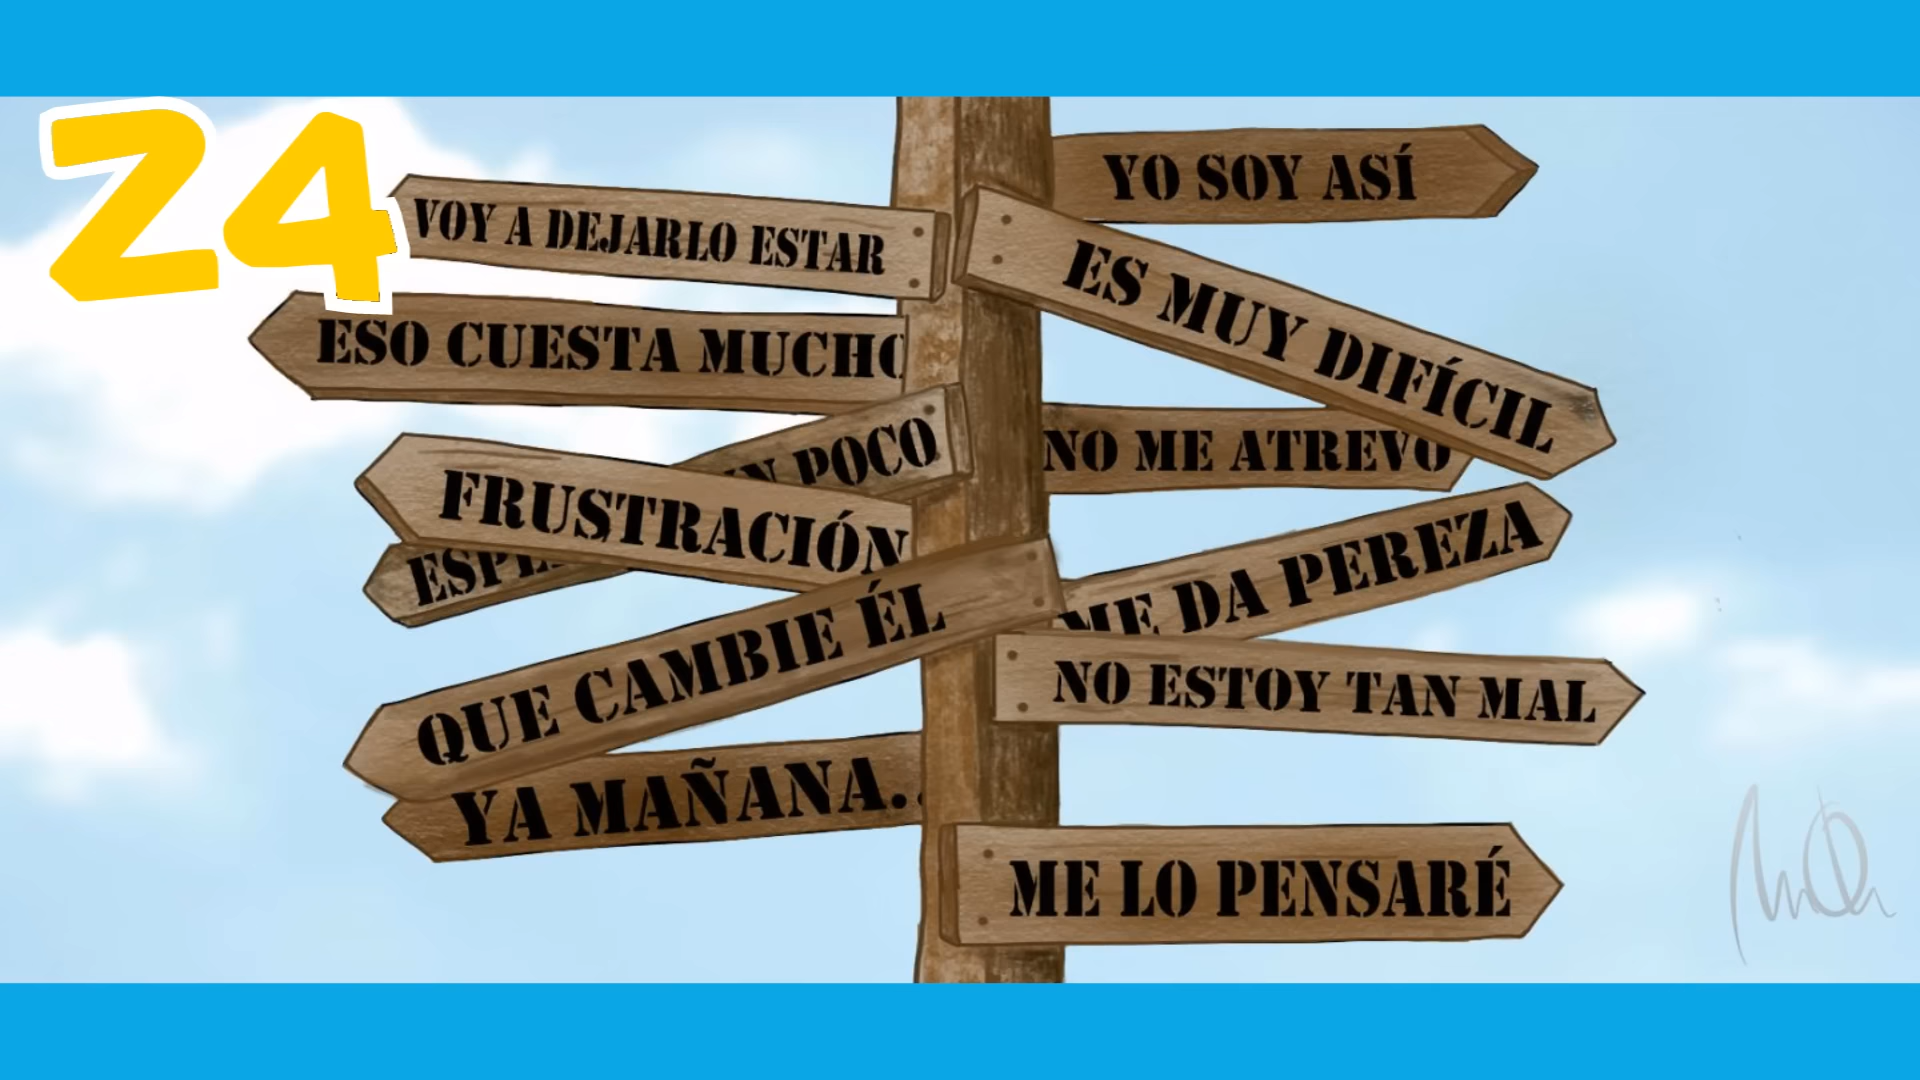 24
YO SOY ASÍ
VOY A DEJARLO ESTAR
ES MUY DIFÍCIL
ESO CUESTA MUCHO
POCO
NO ME ATREVO
FRUSTRACIÓN
ME DA PEREZA
QUE CAMBIE ÉL
NO ESTOY TAN MAL
YA MAÑANA..
ME LO PENSARÉ